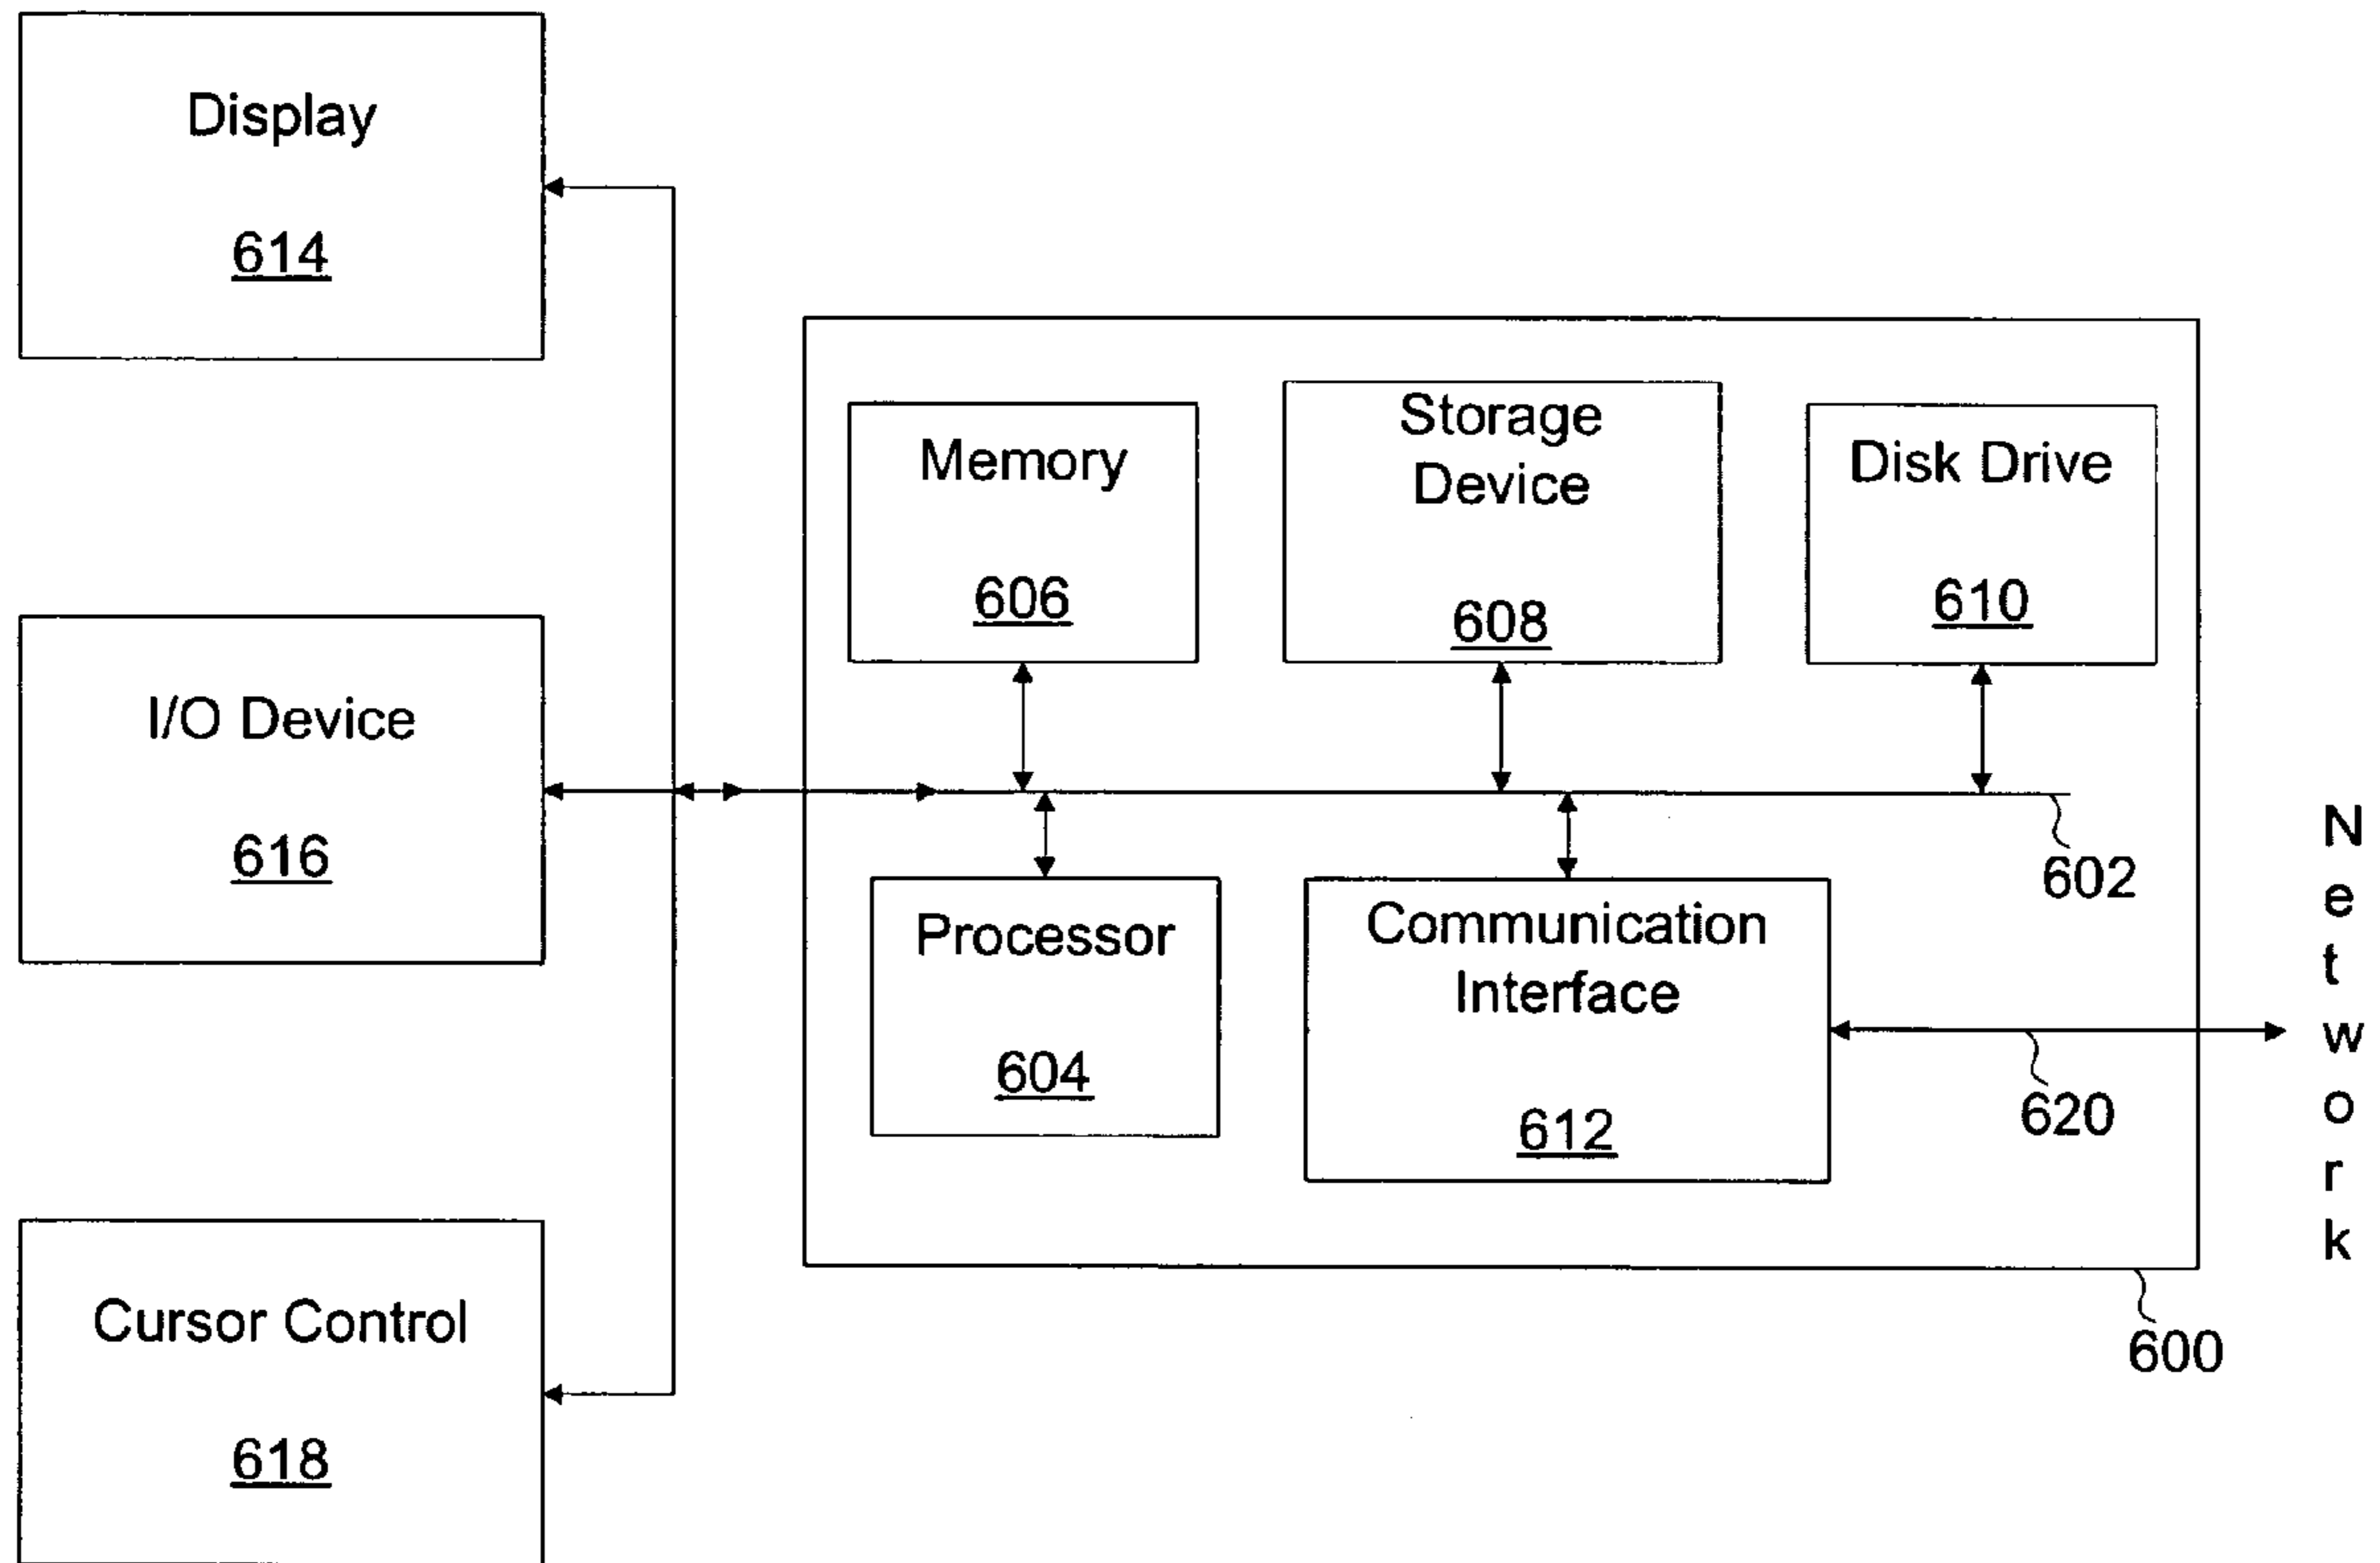 Display
614
I/O Device
616
Cursor Control
618
Memory
606
Storage
Device
608
Disk Drive
610
Processor
604
Communication
Interface
612
602
620
600
Network